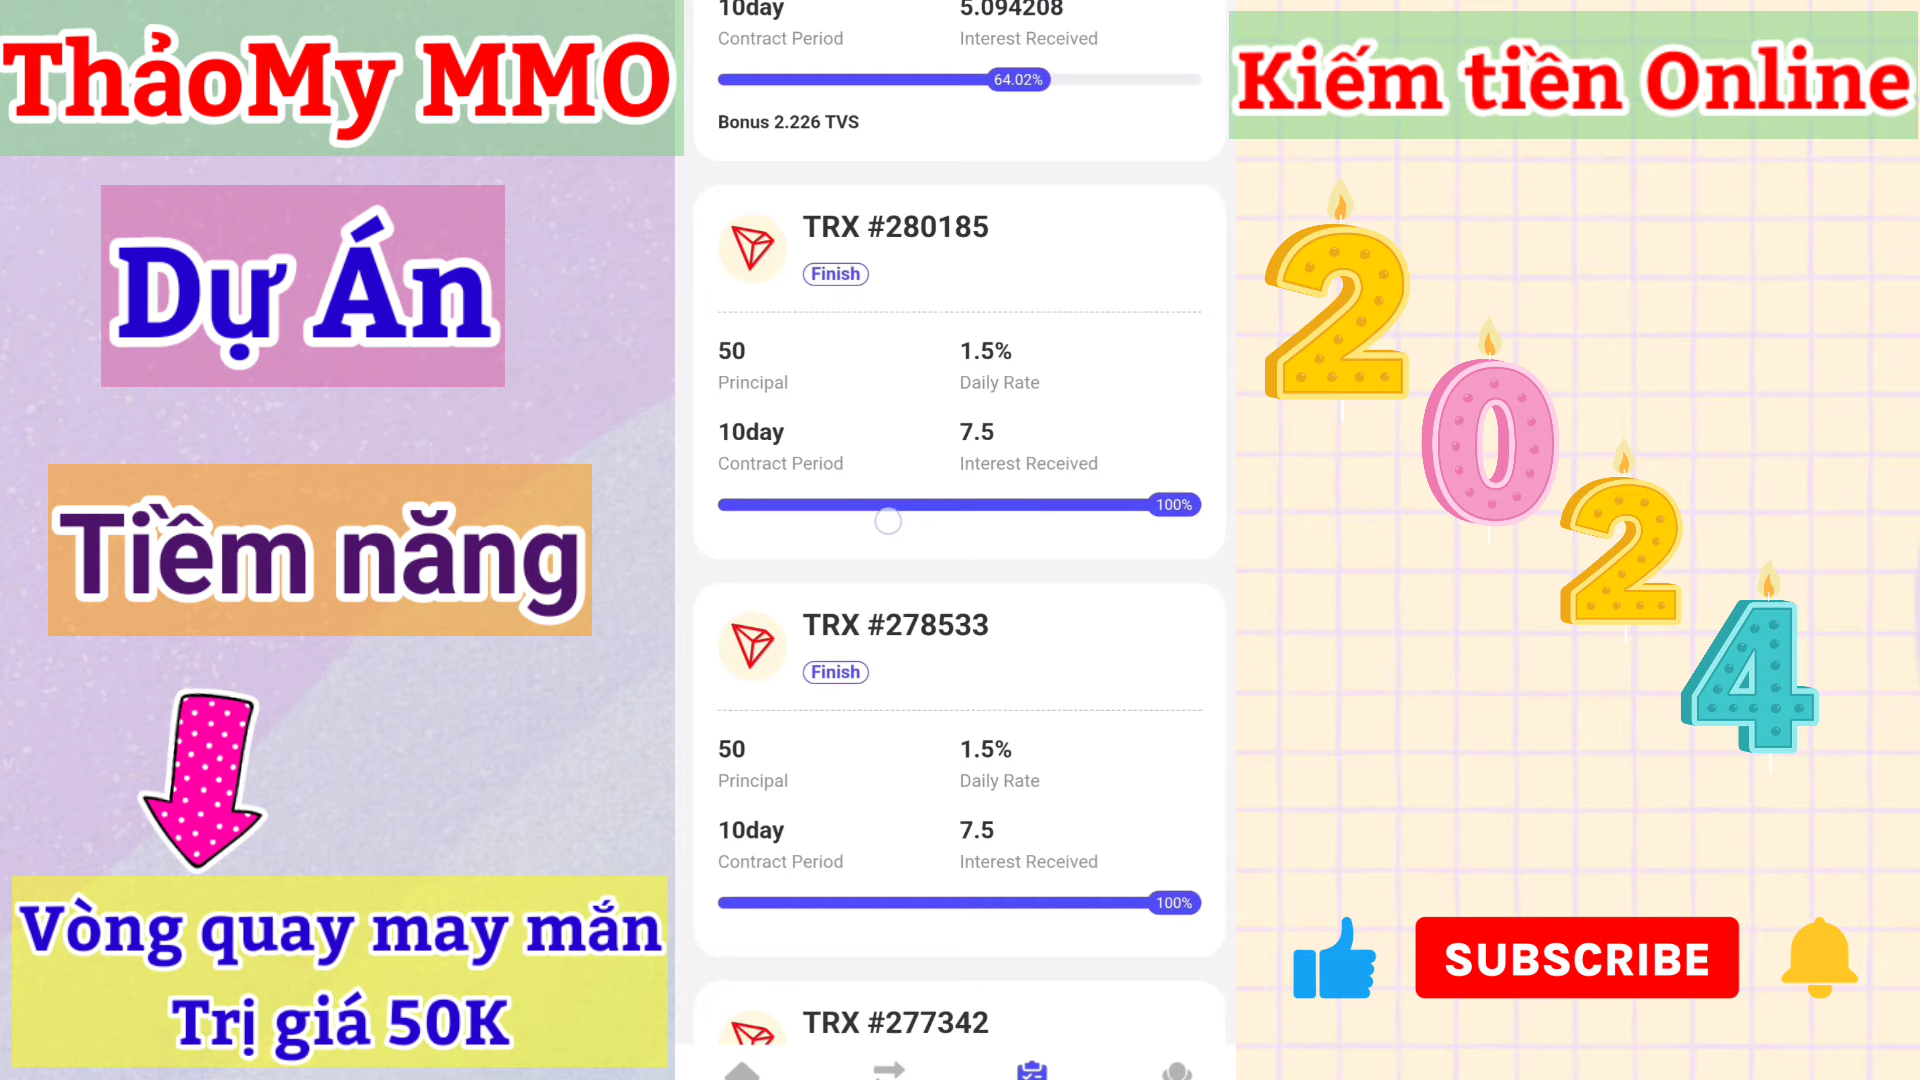 ThảoMy MMO
Dự Án
Tiềm năng
Vòng quay may mắn
Trị giá 50K
10day
5.094208
Contract Period
Interest Received
64.02%
Bonus 2.226 TVS
TRX #280185
Finish
50
1.5%
Principal
Daily Rate
10day
7.5
Contract Period
Interest Received
100%
TRX #278533
Finish
50
1.5%
Principal
Daily Rate
10day
7.5
Contract Period
Interest Received
100%
TRX #277342
Kiếm tiền Online
2024
SUBSCRIBE